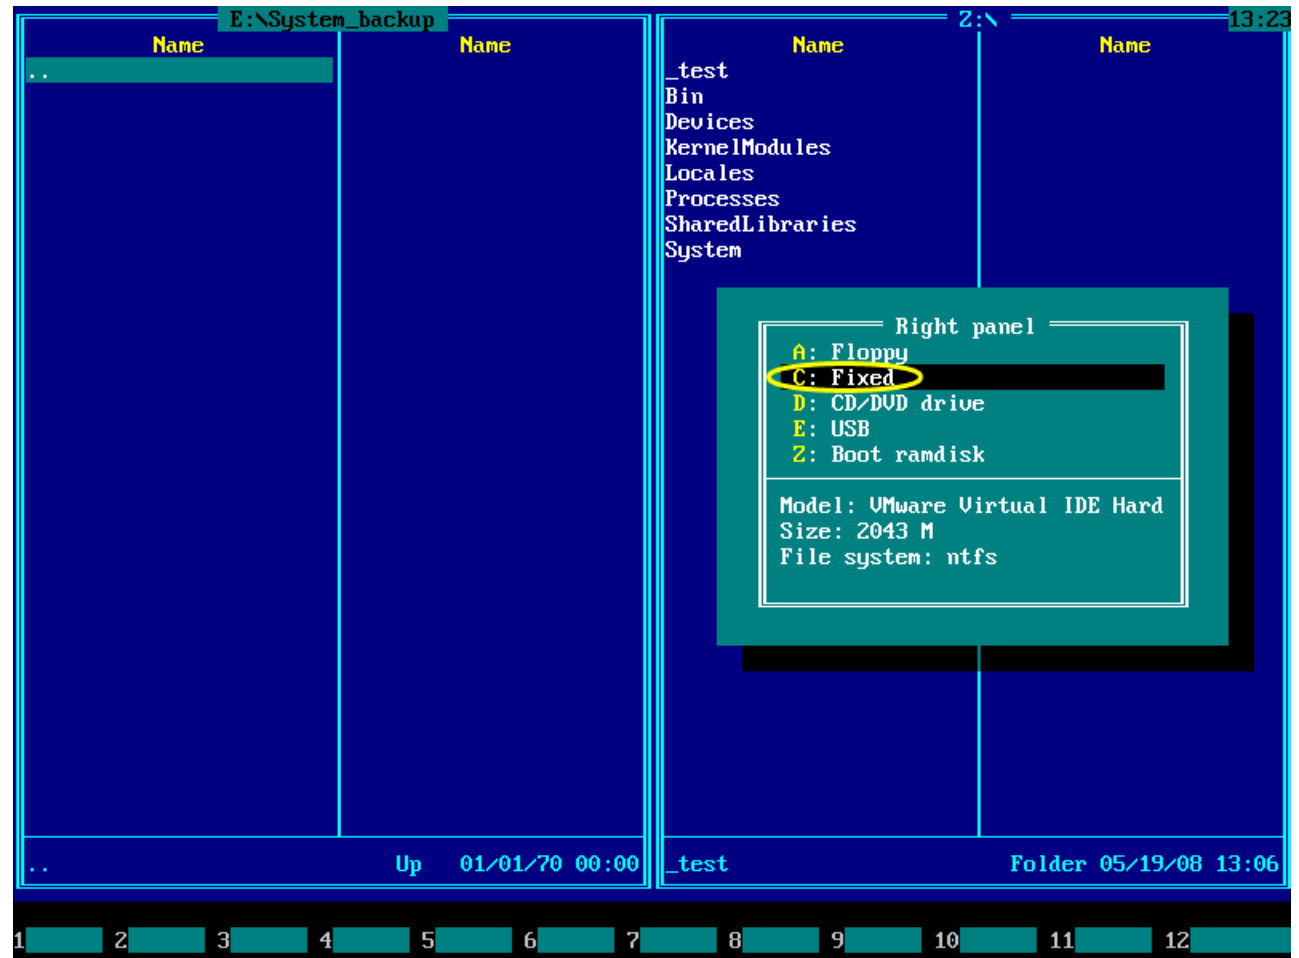 E:\System_backup
Z:\
13:23
Name
Name
Name
Name
..
_test
Bin
Devices
KernelModules
Locales
Processes
SharedLibraries
System
Right panel
A: Floppy
C: Fixed
D: CD/DVD drive
E: USB
Z: Boot ramdisk
Model: VMware Virtual IDE Hard
Size: 2043 M
File system: ntfs
.. Up 01/01/70 00:00
_test Folder 05/19/08 13:06
1 2 3 4 5 6 7 8 9 10 11 12